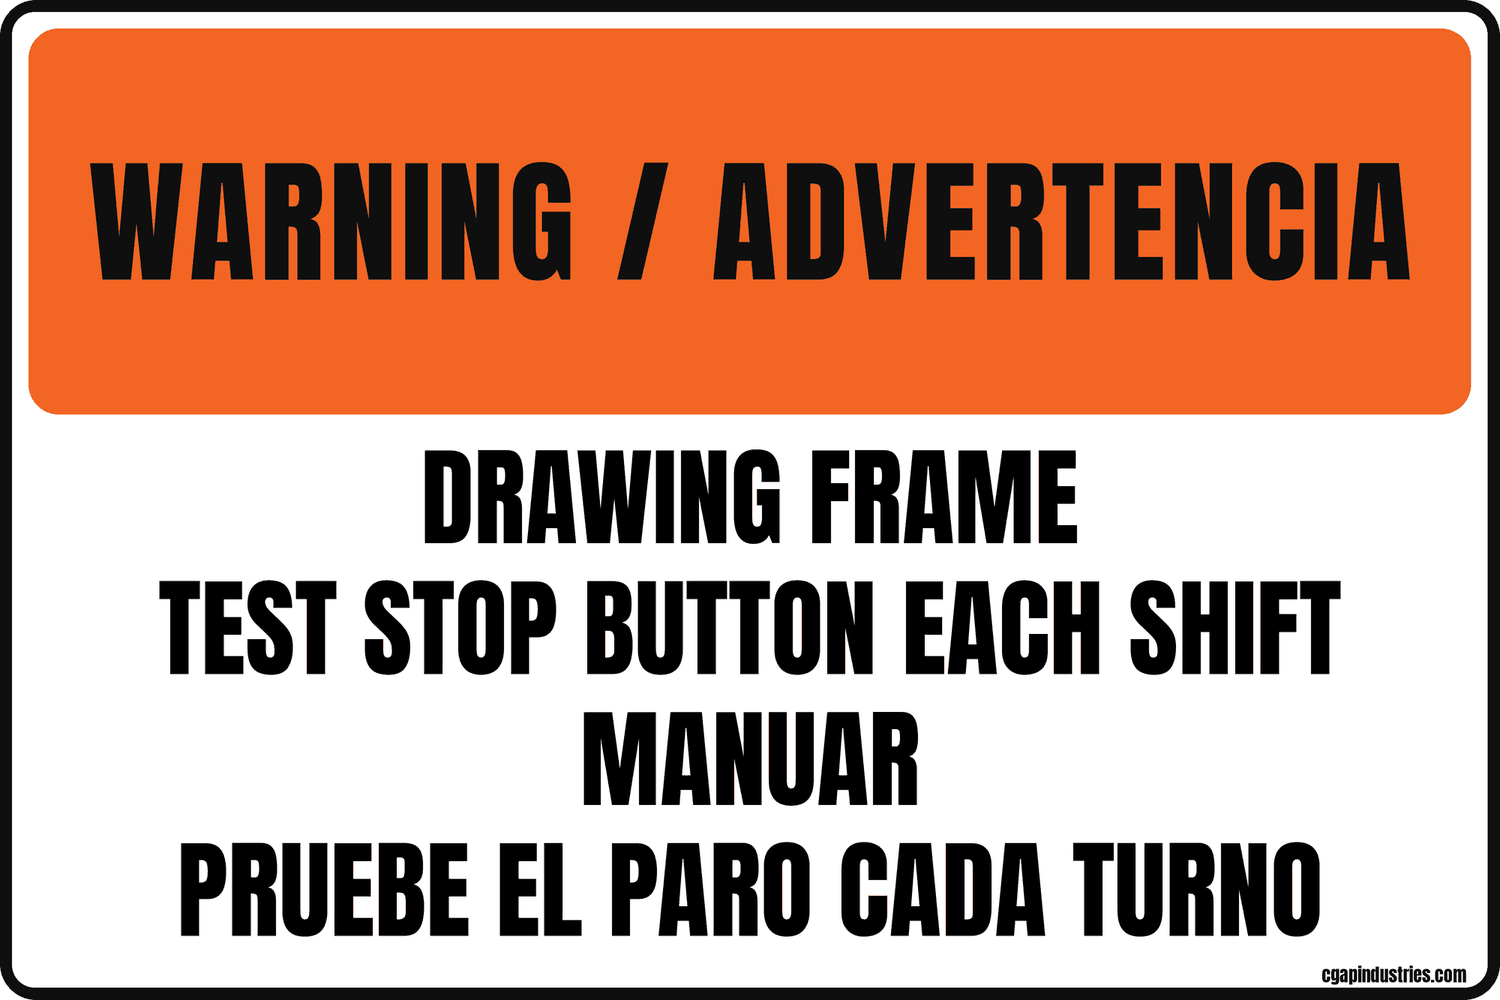 WARNING / ADVERTENCIA
DRAWING FRAME
TEST STOP BUTTON EACH SHIFT
MANUAR
PRUEBE EL PARO CADA TURNO
cgapindustries.com